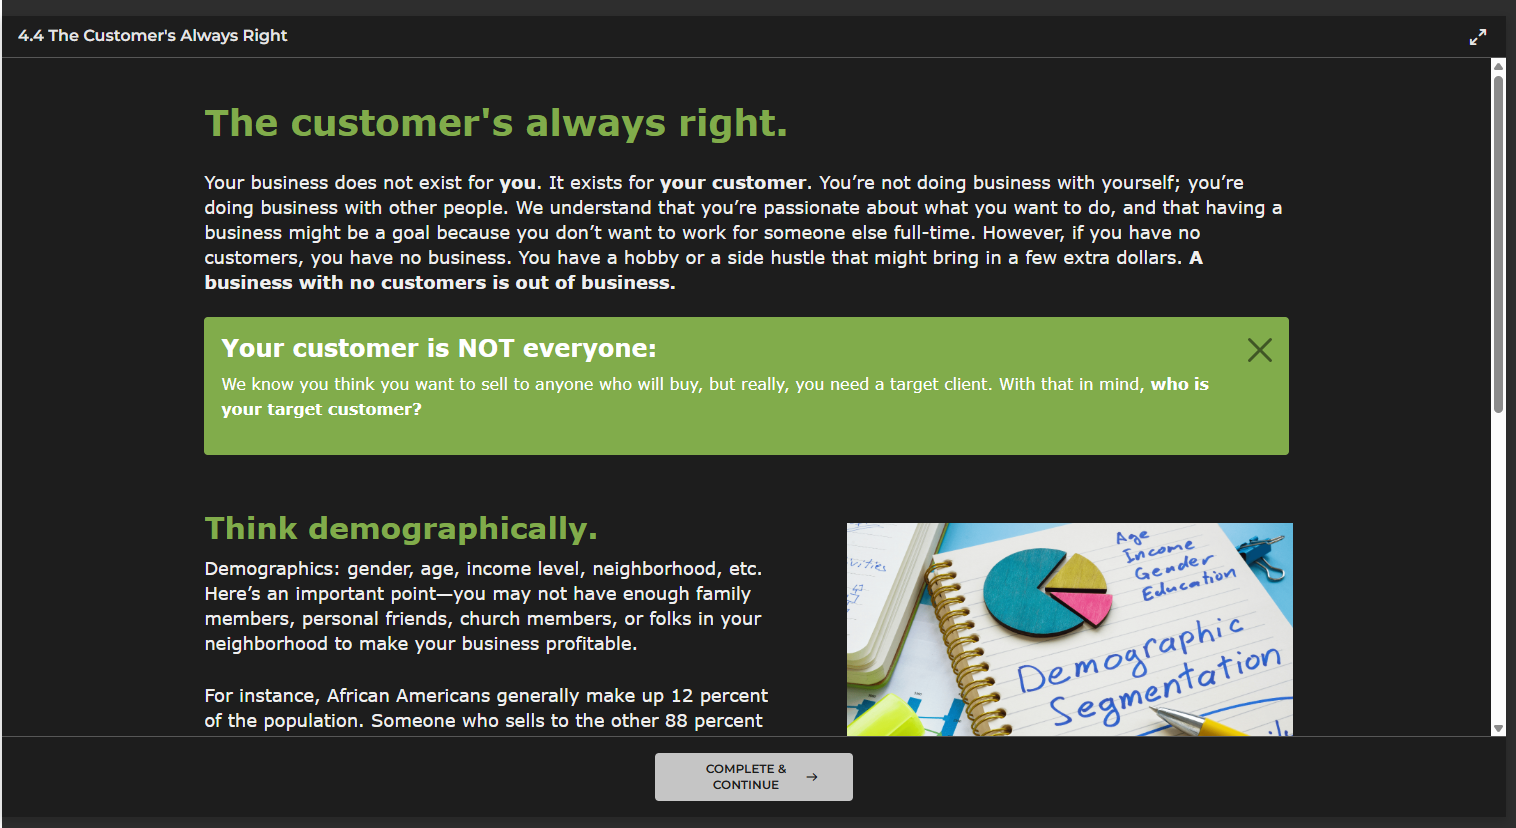 4.4 The Customer's Always Right
The customer's always right.
Your business does not exist for you. It exists for your customer. You’re not doing business with yourself; you’re
doing business with other people. We understand that you’re passionate about what you want to do, and that having a
business might be a goal because you don’t want to work for someone else full-time. However, if you have no
customers, you have no business. You have a hobby or a side hustle that might bring in a few extra dollars. A
business with no customers is out of business.
Your customer is NOT everyone:
We know you think you want to sell to anyone who will buy, but really, you need a target client. With that in mind, who is
your target customer?
Think demographically.
Demographics: gender, age, income level, neighborhood, etc.
Here’s an important point—you may not have enough family
members, personal friends, church members, or folks in your
neighborhood to make your business profitable.
For instance, African Americans generally make up 12 percent
of the population. Someone who sells to the other 88 percent
Age
Income
Gender
Education
Demographic
Segmentation
COMPLETE &
CONTINUE